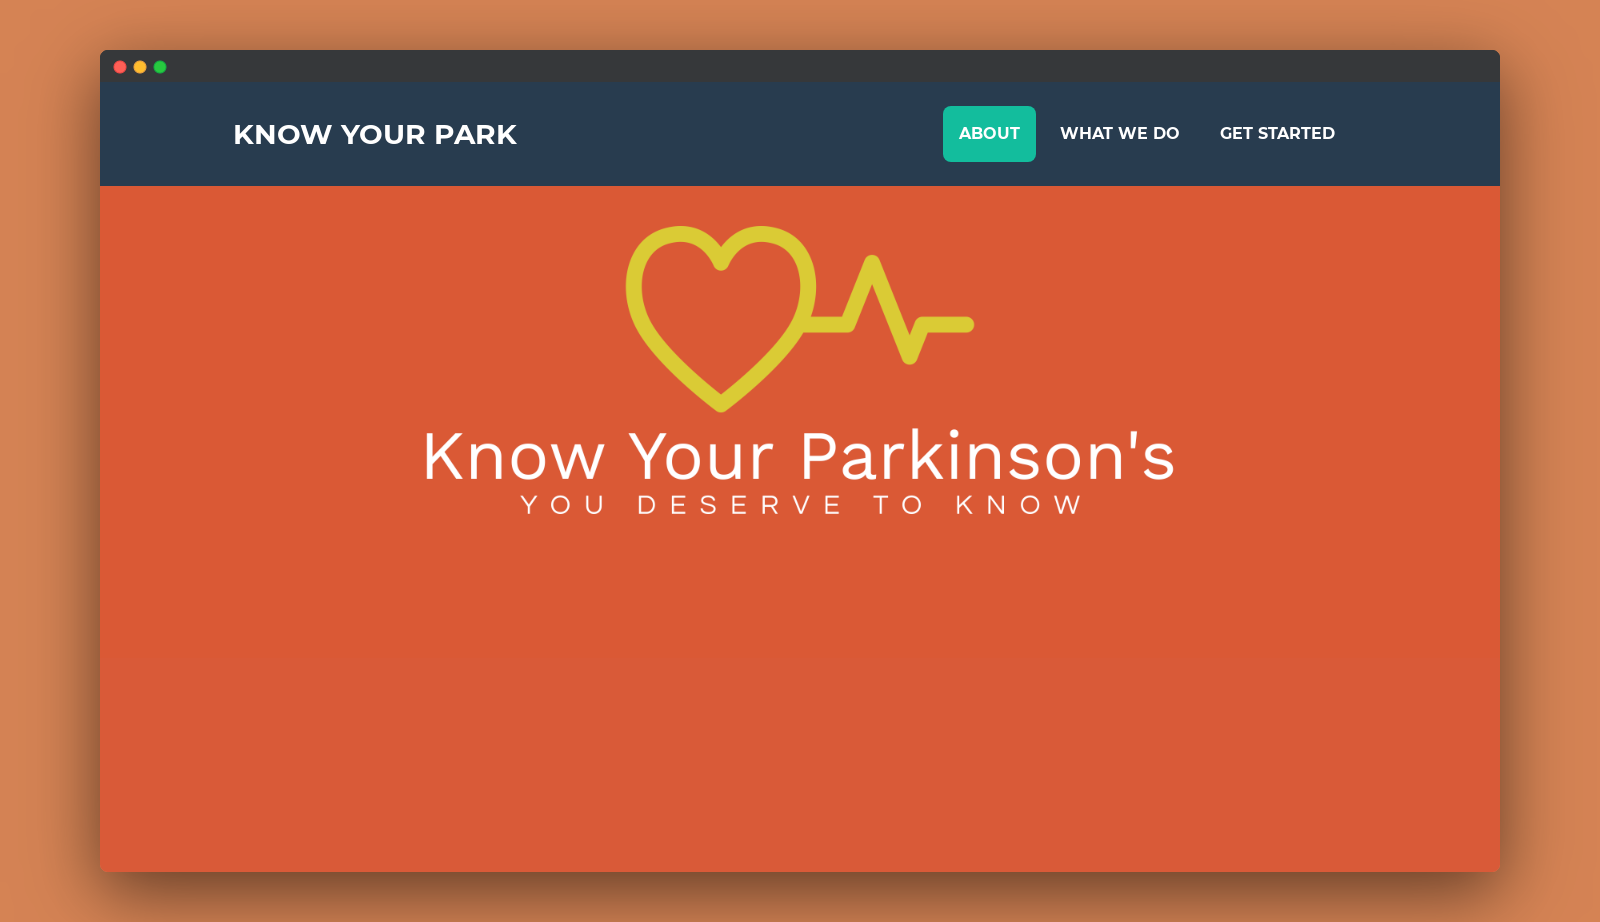 KNOW YOUR PARK
ABOUT
WHAT WE DO
GET STARTED
Know Your Parkinson's
YOU DESERVE TO KNOW